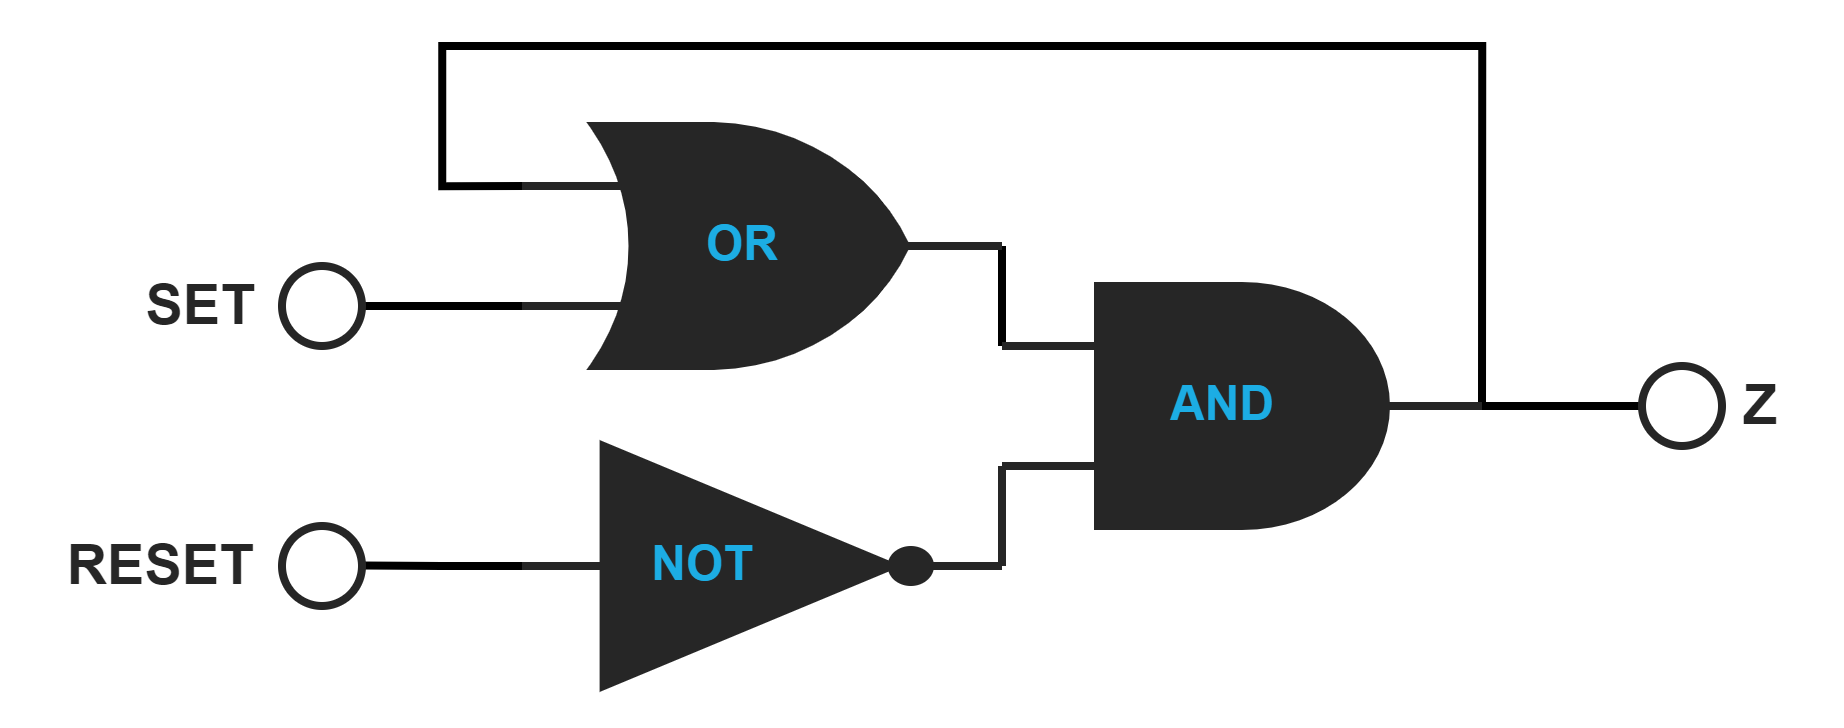 OR
SET
AND
Z
NOT
RESET